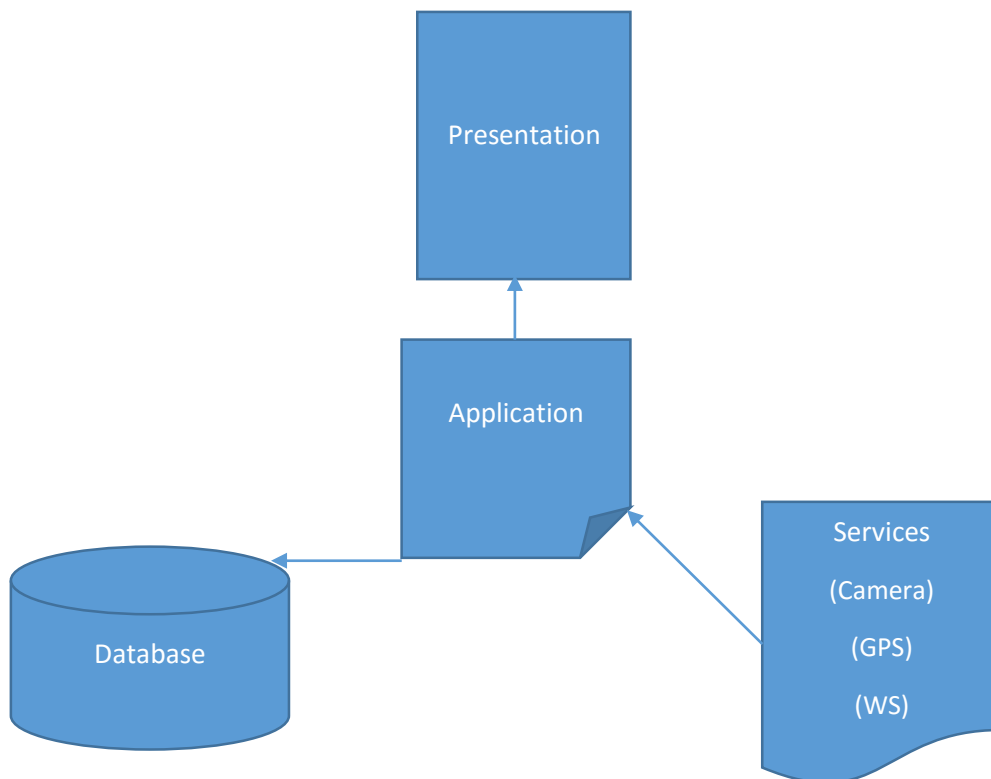 Presentation
Application
Services
(Camera)
(GPS)
(WS)
Database